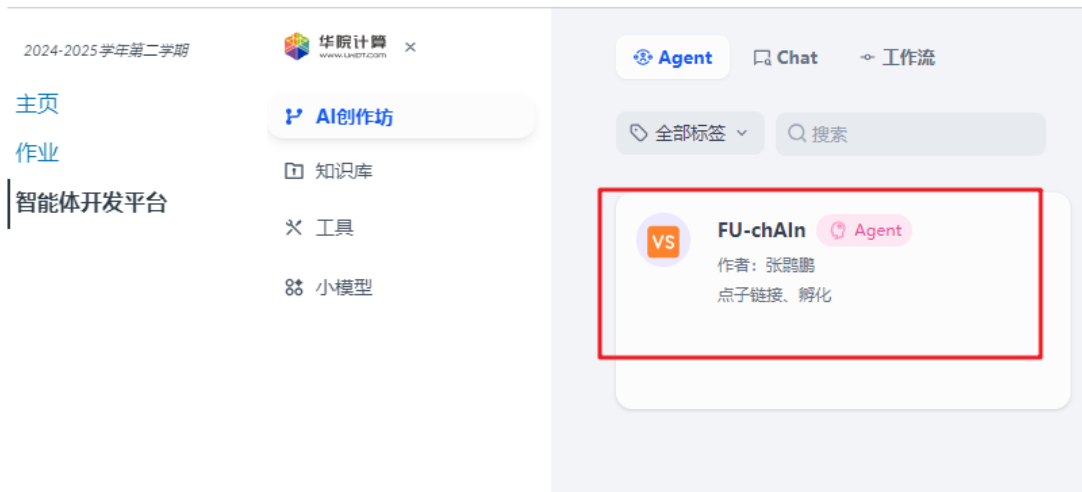 2024-2025学年第二学期
主页
作业
智能体开发平台
华院计算
www.UNIDT.com
AI创作坊
知识库
工具
小模型
Agent
Chat
工作流
全部标签
搜索
VS
FU-chAIn
Agent
作者：张鹍鹏
点子链接、孵化